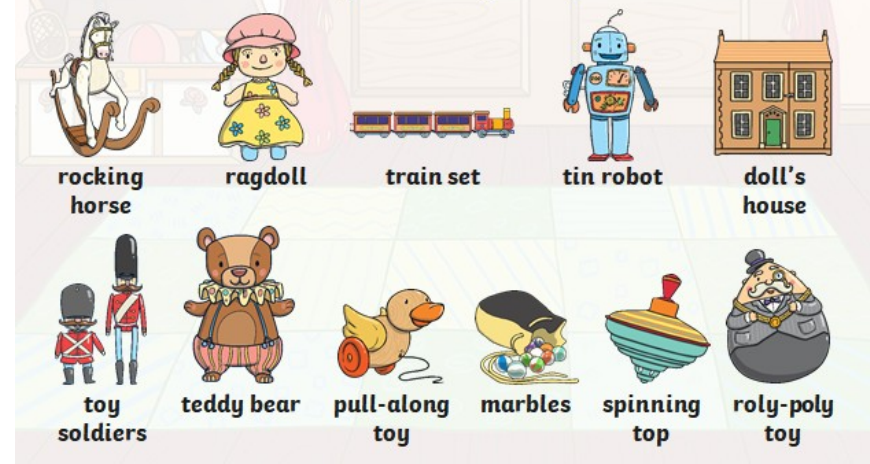 rocking
horse
ragdoll
train set
tin robot
doll's
house
toy
soldiers
teddy bear
pull-along
toy
marbles
spinning
top
roly-poly
toy